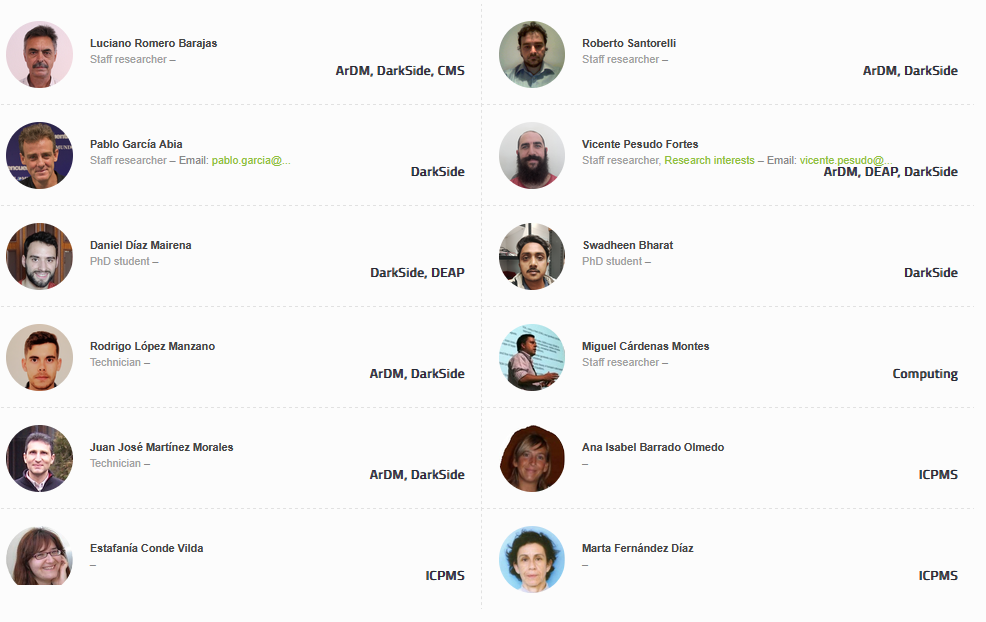 Luciano Romero Barajas
Staff researcher –
ArDM, DarkSide, CMS
Roberto Santorelli
Staff researcher –
ArDM, DarkSide
Pablo García Abia
Staff researcher – Email: pablo.garcia@...
DarkSide
Vicente Pesudo Fortes
Staff researcher, Research interests – Email: vicente.pesudo@...
ArDM, DEAP, DarkSide
Daniel Díaz Mairena
PhD student –
DarkSide, DEAP
Swadheen Bharat
PhD student –
DarkSide
Rodrigo López Manzano
Technician –
ArDM, DarkSide
Miguel Cárdenas Montes
Staff researcher –
Computing
Juan José Martínez Morales
Technician –
ArDM, DarkSide
Ana Isabel Barrado Olmedo
–
ICPMS
Estafanía Conde Vilda
–
ICPMS
Marta Fernández Díaz
–
ICPMS